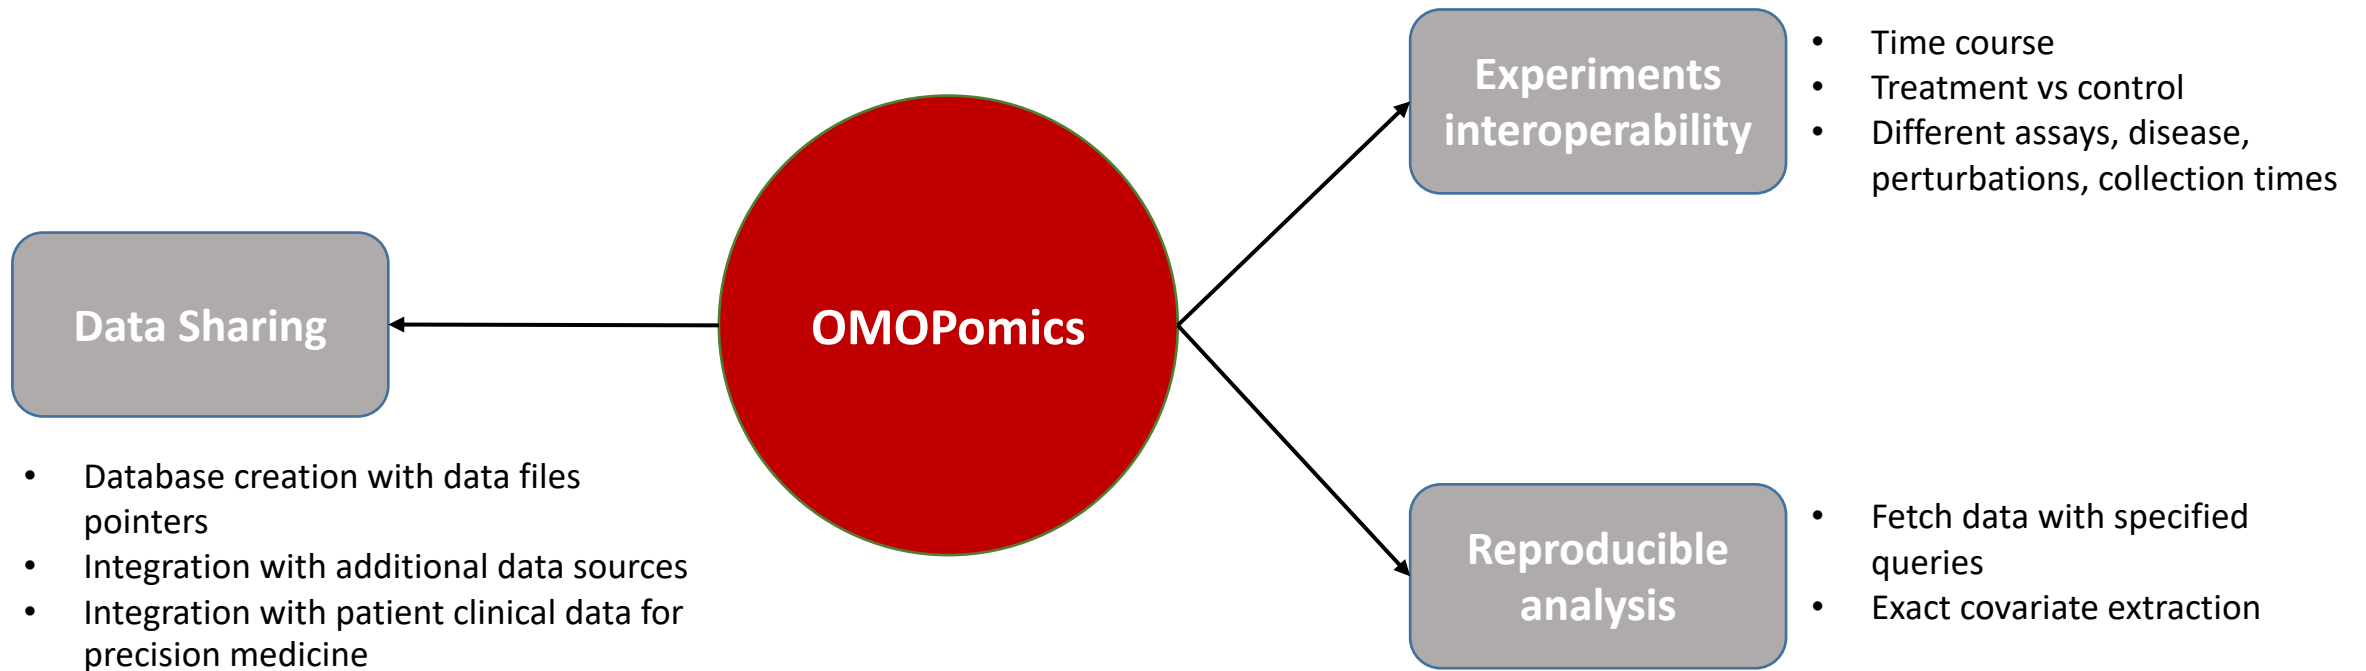 Data Sharing
• Database creation with data files
pointers
• Integration with additional data sources
• Integration with patient clinical data for
precision medicine
OMOPomics
Experiments
interoperability
• Time course
• Treatment vs control
• Different assays, disease,
perturbations, collection times
Reproducible
analysis
• Fetch data with specified
queries
• Exact covariate extraction